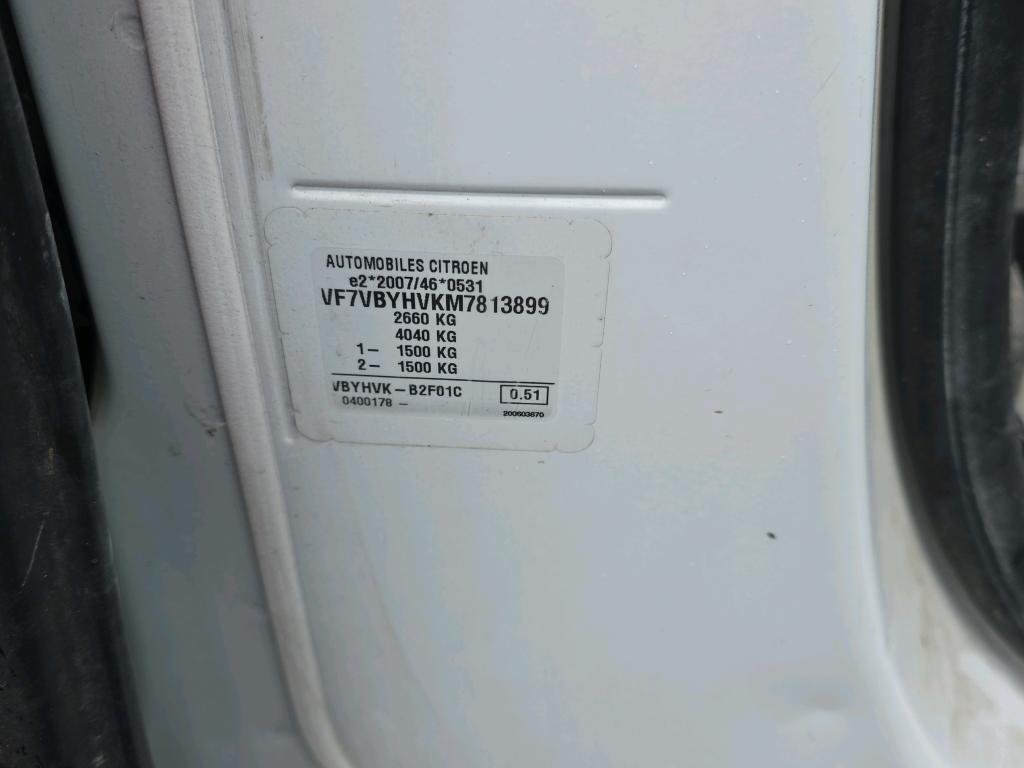 AUTOMOBILES CITROEN
e2*2007/46*0531
VF7VBYHVKM7813899
2660 KG
4040 KG
1- 1500 KG
2- 1500 KG
VBYHVK-B2F01C 0.51
0400178 - 200603670